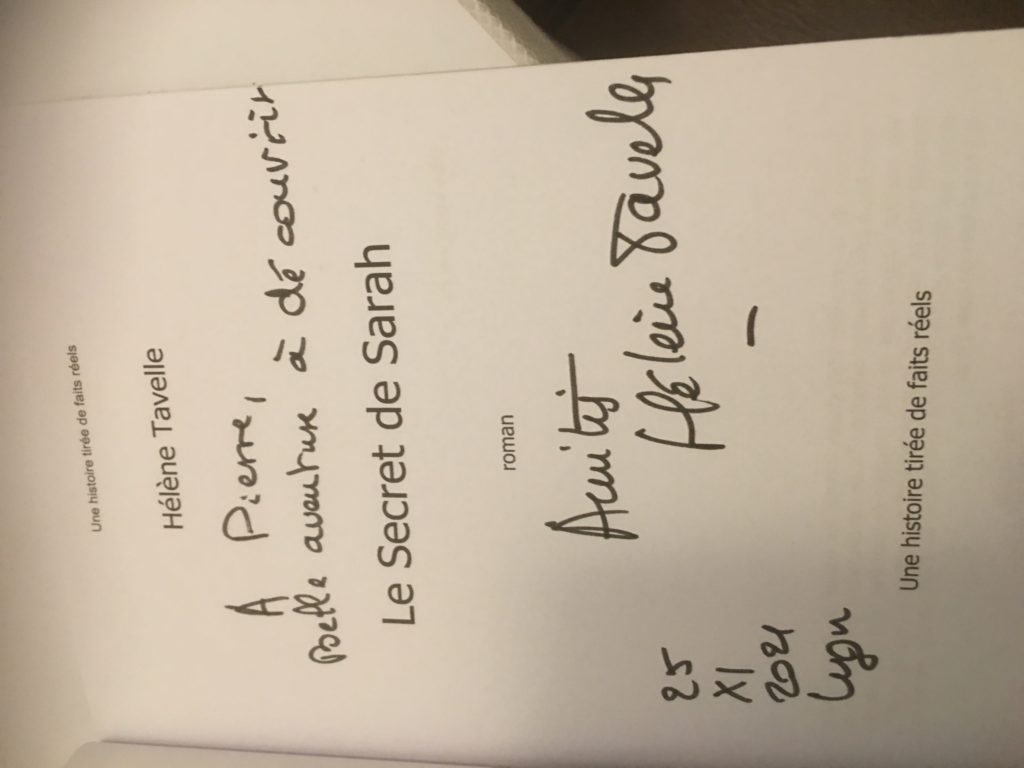 Une histoire tirée de faits réels
Hélène Tavelle
A Pierre,
belle aventure à découvrir
Le Secret de Sarah
roman
Amitiés
Hélène Tavelle
25
XI
2021
Lyon
Une histoire tirée de faits réels